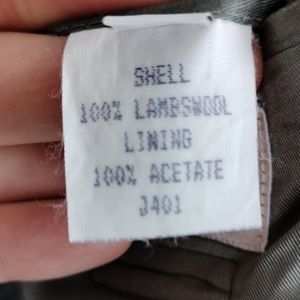 SHELL
100% LAMBSWOOL
LINING
100% ACETATE
J401